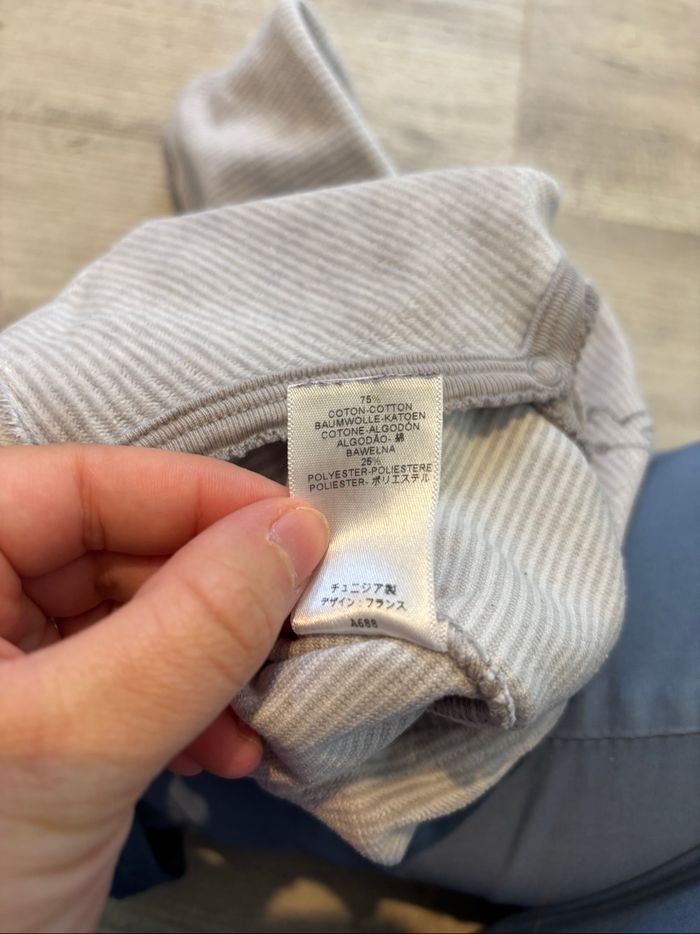 75%
COTON-COTTON
BAUMWOLLE-KATOEN
COTONE-ALGODÓN
ALGODÃO- 綿
BAWEŁNA
25%
POLYESTER-POLIESTERE
POLIESTER- ポリエステル
チュニジア製
デザイン:フランス
A688